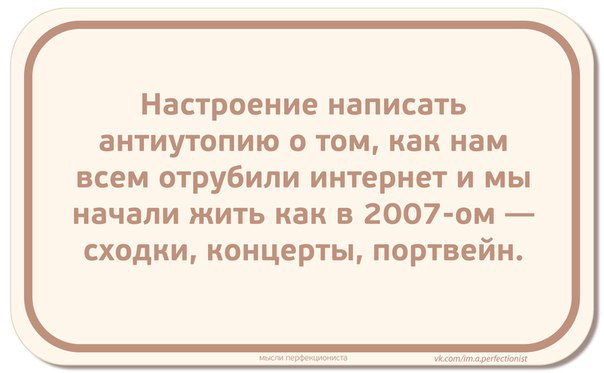 Настроение написать
антиутопию о том, как нам
всем отрубили интернет и мы
начали жить как в 2007-ом —
сходки, концерты, портвейн.
мысли перфекциониста
vk.com/im.a.perfectionist